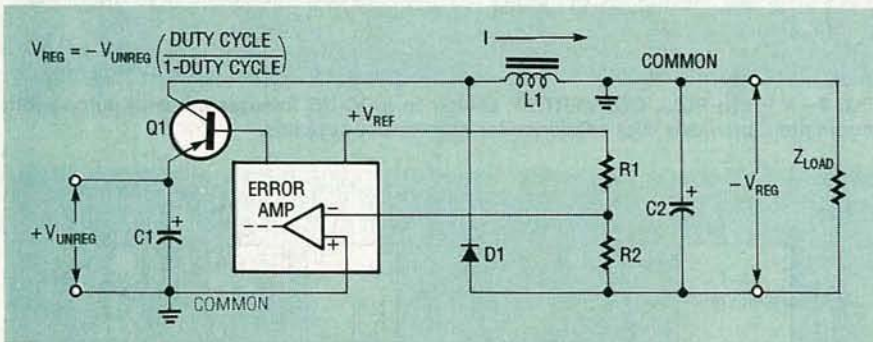 V_REG = – V_UNREG (DUTY CYCLE / 1-DUTY CYCLE)
I
COMMON
L1
Q1
+ V_REF
R1
Z_LOAD
ERROR
AMP
–
+
C2
+
– V_REG
+ V_UNREG
C1
+
D1
R2
COMMON